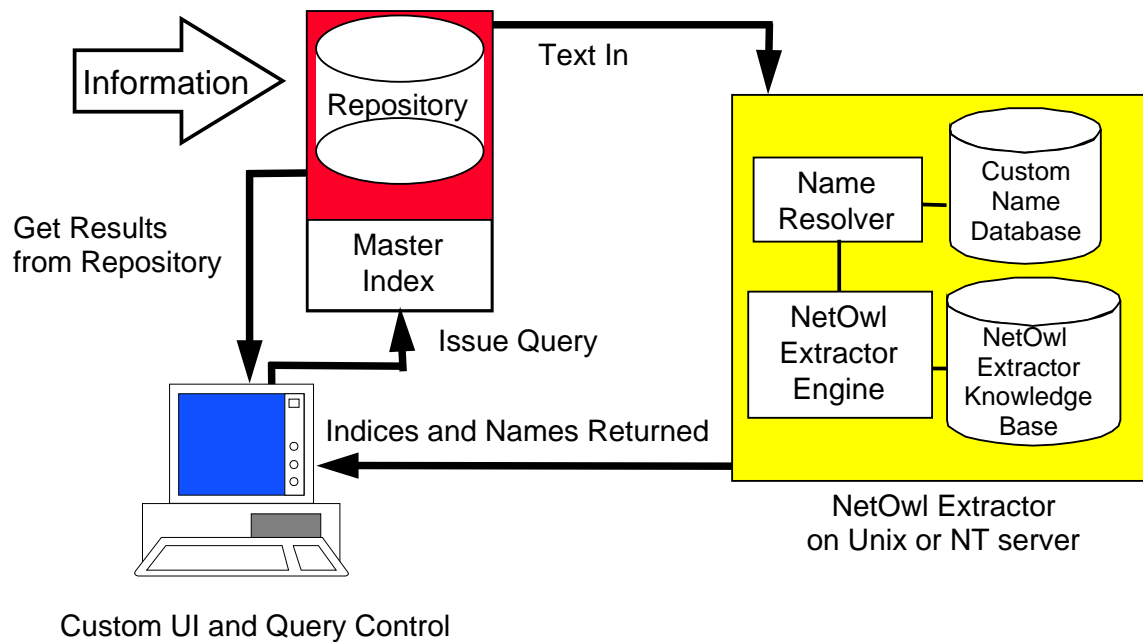 Information
Repository
Text In
Get Results
from Repository
Master
Index
Issue Query
Name
Resolver
Custom
Name
Database
NetOwl
Extractor
Engine
NetOwl
Extractor
Knowledge
Base
Indices and Names Returned
NetOwl Extractor
on Unix or NT server
Custom UI and Query Control